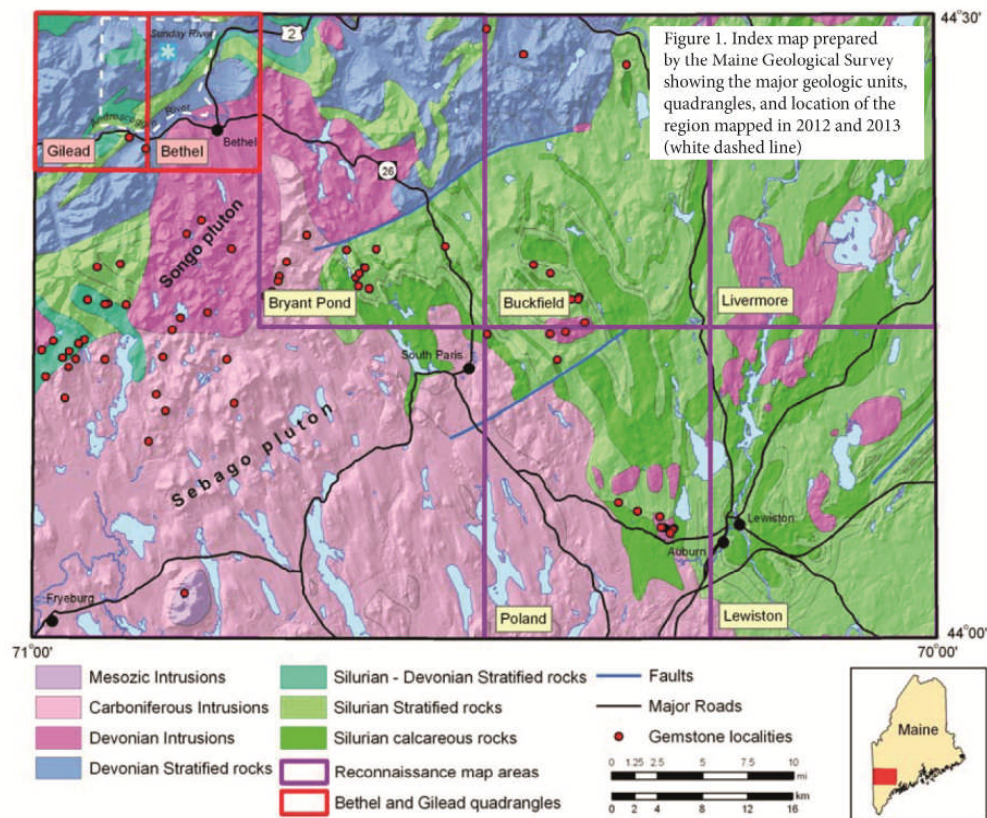 44°30'
Figure 1. Index map prepared
by the Maine Geological Survey
showing the major geologic units,
quadrangles, and location of the
region mapped in 2012 and 2013
(white dashed line)
Sunday River
2
Androscoggin River
Bethel
Gilead
Bethel
26
Songo pluton
Bryant Pond
Buckfield
Livermore
South Paris
Sebago pluton
Lewiston
Auburn
Fryeburg
Poland
Lewiston
44°00'
71°00'
70°00'
Mesozic Intrusions
Carboniferous Intrusions
Devonian Intrusions
Devonian Stratified rocks
Silurian - Devonian Stratified rocks
Silurian Stratified rocks
Silurian calcareous rocks
Reconnaissance map areas
Bethel and Gilead quadrangles
Faults
Major Roads
Gemstone localities
0 1.25 2.5 5 7.5 10
mi
km
0 2 4 8 12 16
Maine